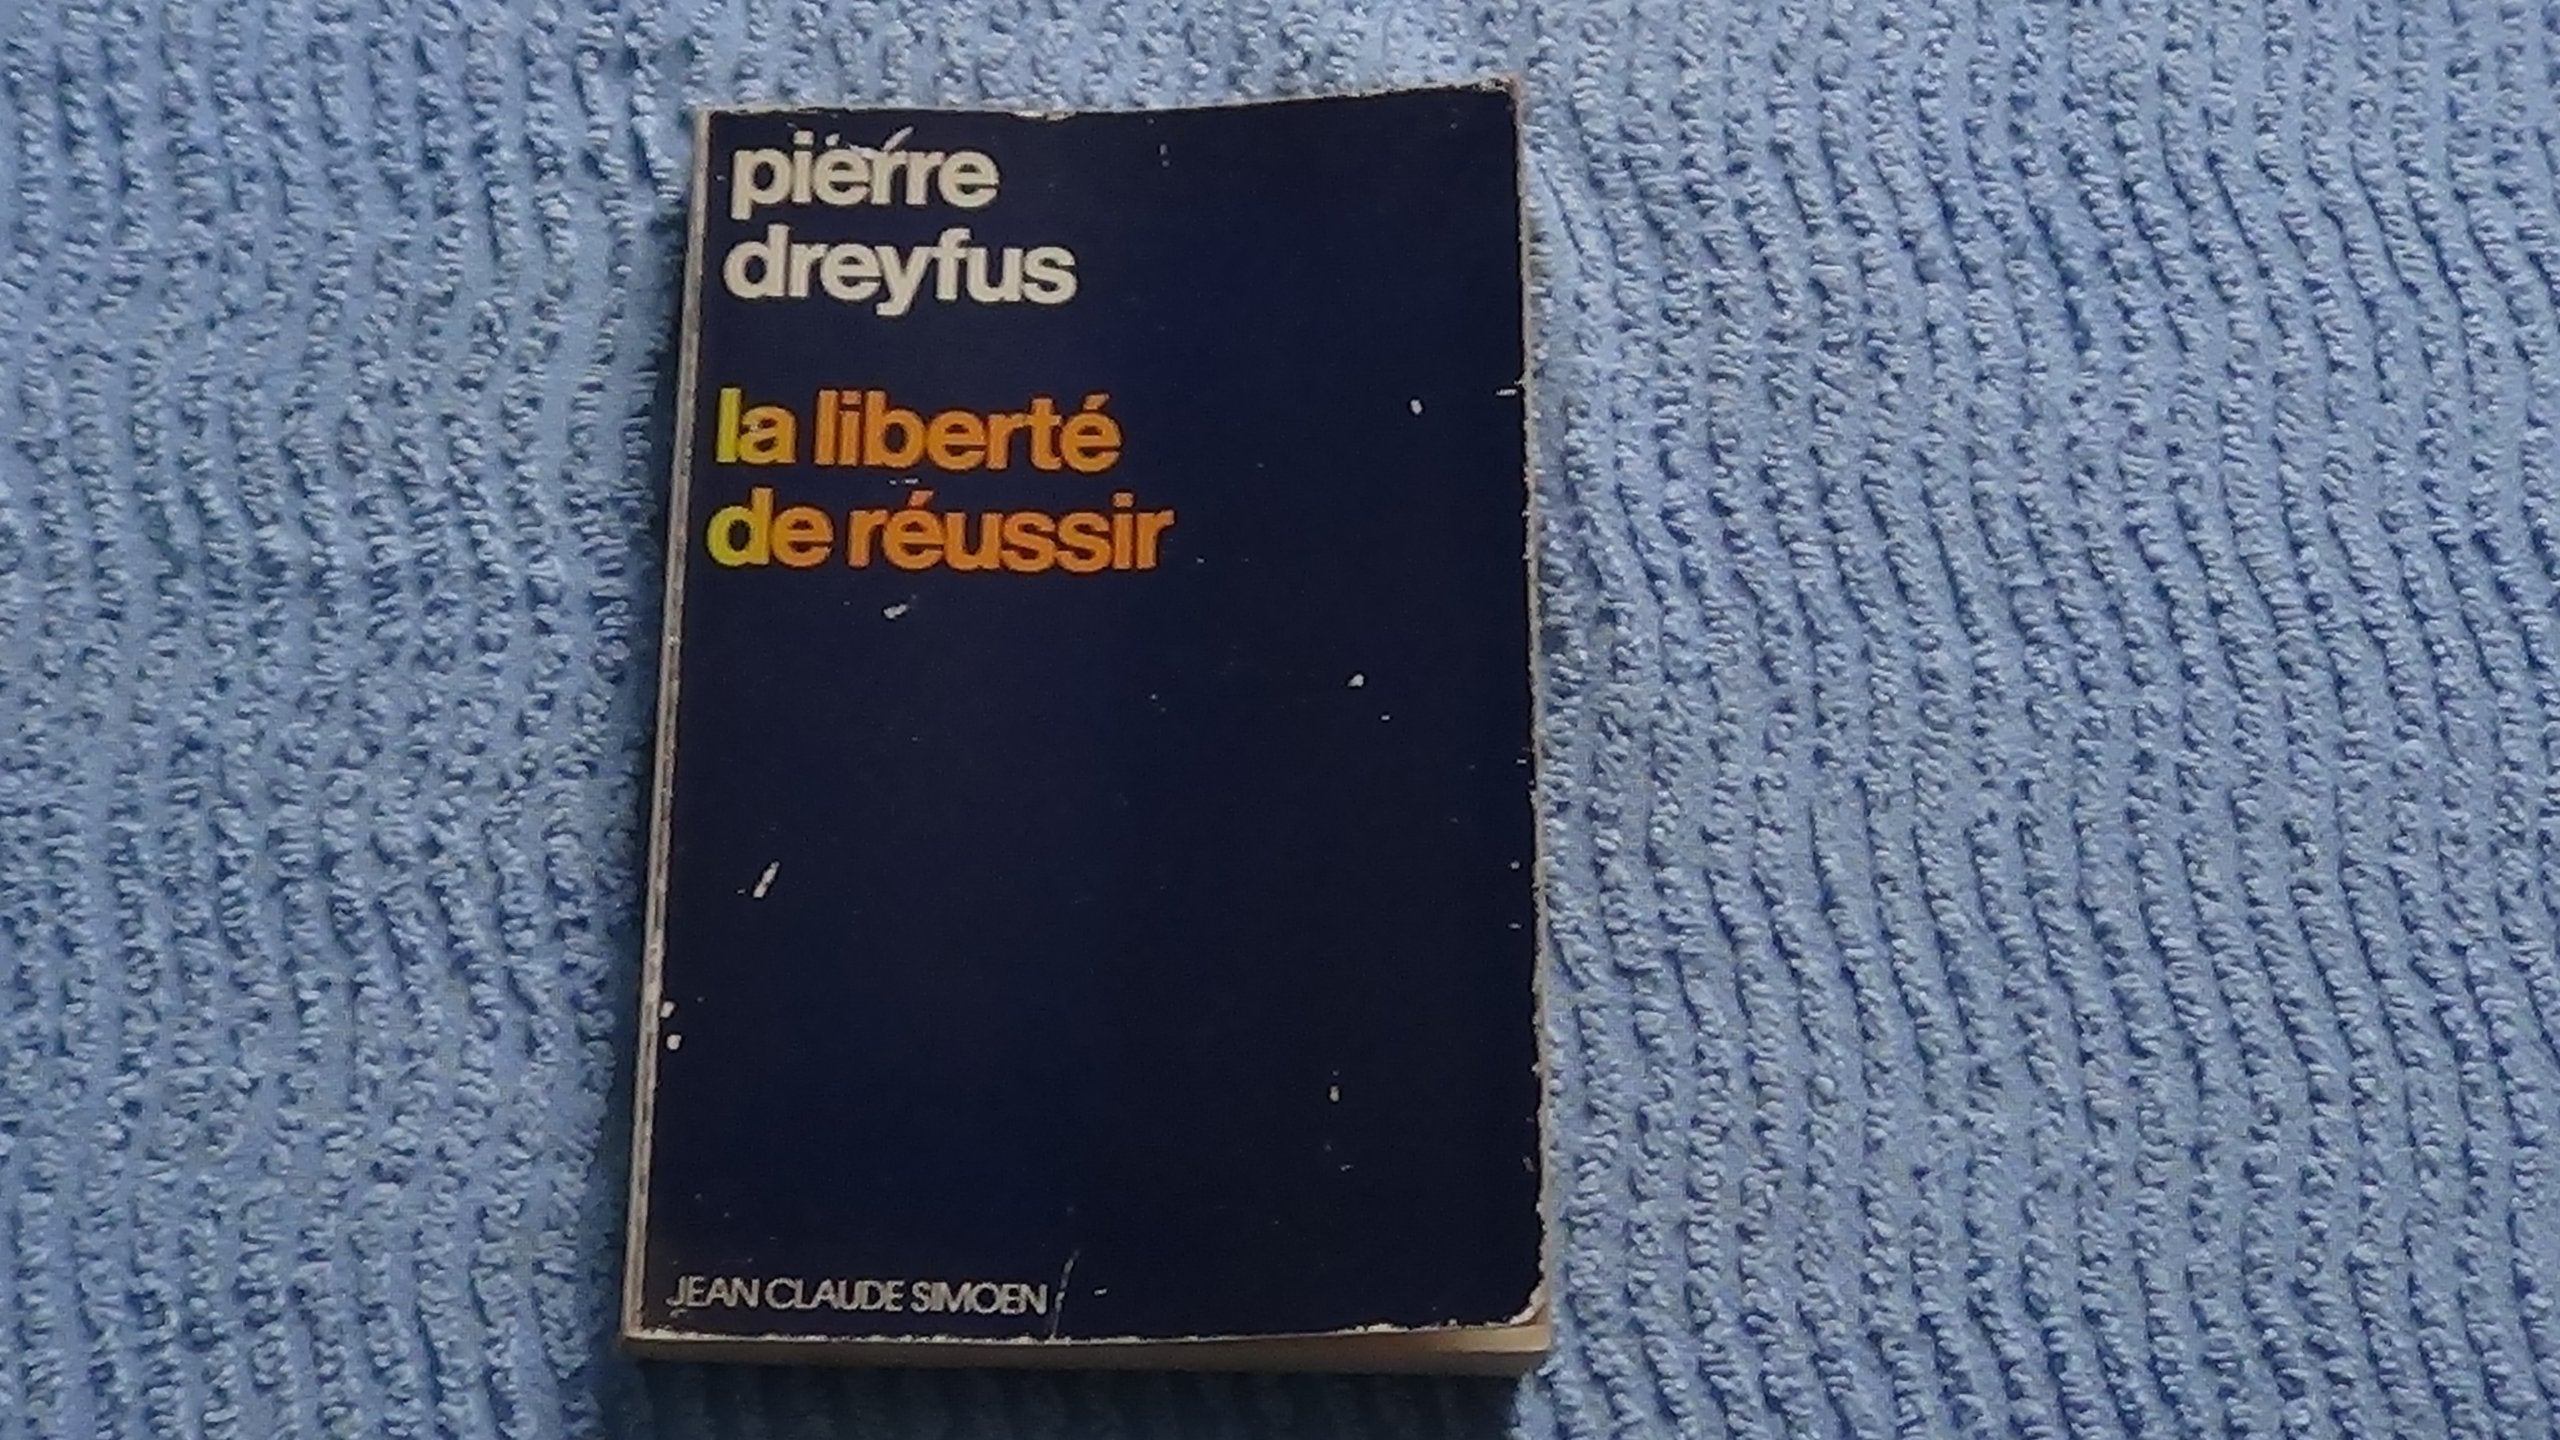 pierre
dreyfus
la liberté
de réussir
JEAN CLAUDE SIMOEN